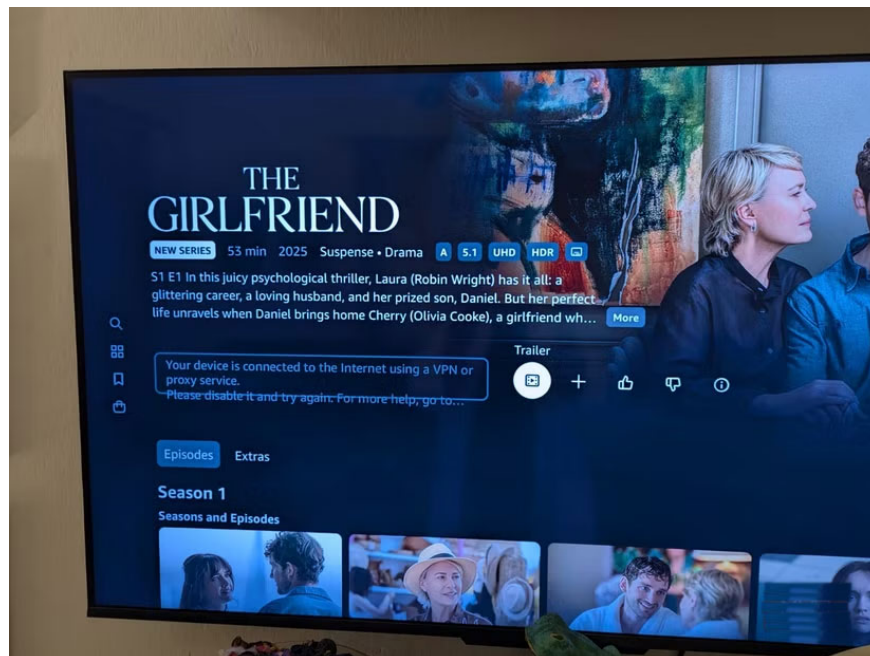 THE
GIRLFRIEND
NEW SERIES 53 min 2025 Suspense • Drama A 5.1 UHD HDR
S1 E1 In this juicy psychological thriller, Laura (Robin Wright) has it all: a
glittering career, a loving husband, and her prized son, Daniel. But her perfect
life unravels when Daniel brings home Cherry (Olivia Cooke), a girlfriend wh... More
Trailer
Your device is connected to the Internet using a VPN or
proxy service.
Please disable it and try again. For more help, go to...
Episodes Extras
Season 1
Seasons and Episodes